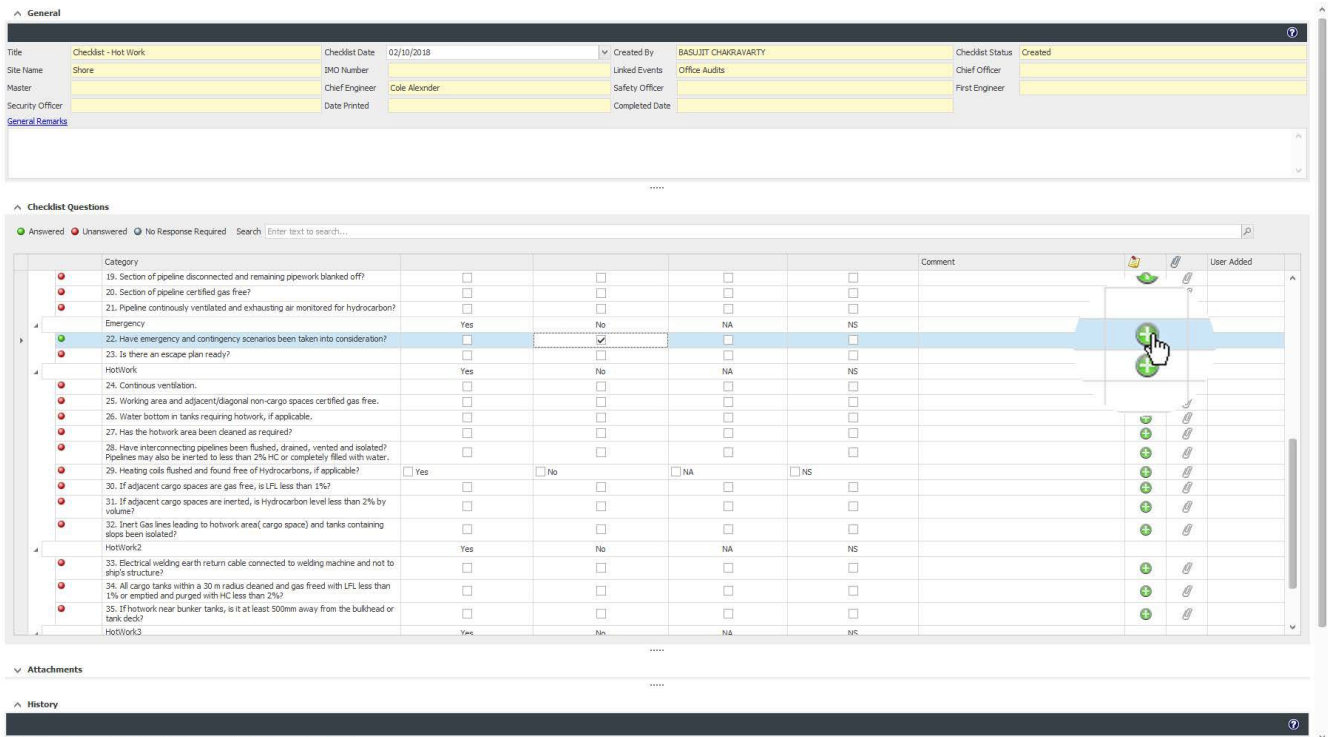 General
Title Checklist - Hot Work Checklist Date 02/10/2018 Created By BASUJIT CHAKRAVARTY Checklist Status Created
Site Name Shore IMO Number Linked Events Office Audits Chief Officer
Master Chief Engineer Cole Alexnder Safety Officer First Engineer
Security Officer Date Printed Completed Date
General Remarks
Checklist Questions
Answered Unanswered No Response Required Search Enter text to search...
Category Comment User Added
19. Section of pipeline disconnected and remaining pipework blanked off?
20. Section of pipeline certified gas free?
21. Pipeline continously ventilated and exhausting air monitored for hydrocarbon?
Emergency Yes No NA NS
22. Have emergency and contingency scenarios been taken into consideration?
23. Is there an escape plan ready?
HotWork Yes No NA NS
24. Continous ventilation.
25. Working area and adjacent/diagonal non-cargo spaces certified gas free.
26. Water bottom in tanks requiring hotwork, if applicable.
27. Has the hotwork area been cleaned as required?
28. Have interconnecting pipelines been flushed, drained, vented and isolated?
Pipelines may also be inerted to less than 2% HC or completely filled with water.
29. Heating coils flushed and found free of Hydrocarbons, if applicable? Yes No NA NS
30. If adjacent cargo spaces are gas free, is LFL less than 1%?
31. If adjacent cargo spaces are inerted, is Hydrocarbon level less than 2% by
volume?
32. Inert Gas lines leading to hotwork area( cargo space) and tanks containing
slops been isolated?
HotWork2 Yes No NA NS
33. Electrical welding earth return cable connected to welding machine and not to
ship's structure?
34. All cargo tanks within a 30 m radius cleaned and gas freed with LFL less than
1% or emptied and purged with HC less than 2%?
35. If hotwork near bunker tanks, is it at least 500mm away from the bulkhead or
tank deck?
HotWork3 Yes No NA NS
Attachments
History